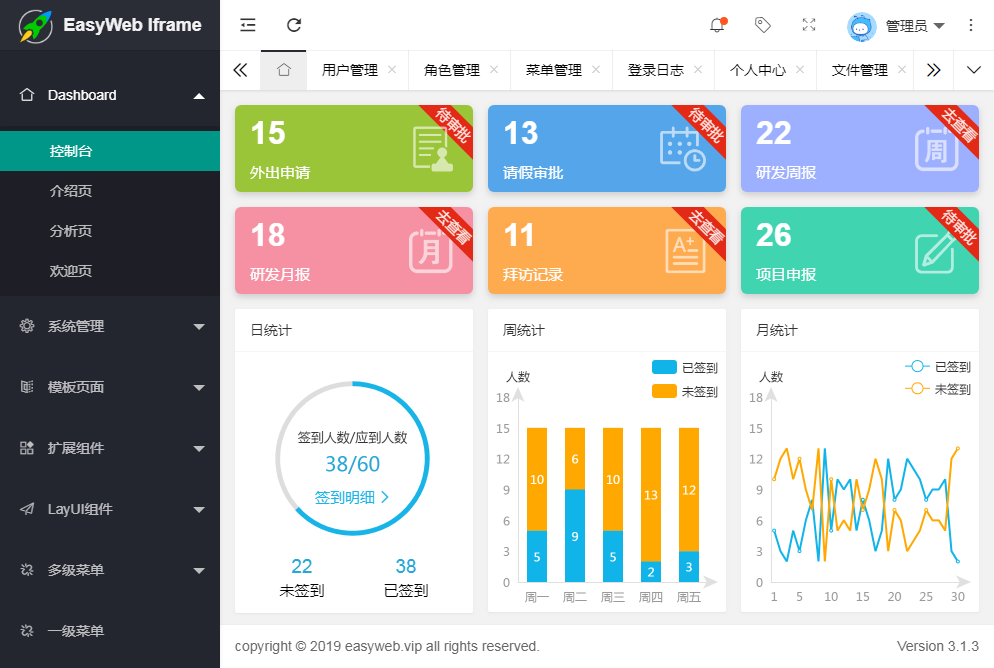 EasyWeb Iframe
管理员
用户管理
角色管理
菜单管理
登录日志
个人中心
文件管理
Dashboard
控制台
介绍页
分析页
欢迎页
系统管理
模板页面
扩展组件
LayUI组件
多级菜单
一级菜单
15
外出申请
待审批
13
请假审批
待审批
22
研发周报
周
去查看
18
研发月报
月
去查看
11
拜访记录
A+
去查看
26
项目申报
待审批
日统计
签到人数/应到人数
38/60
签到明细
22
未签到
38
已签到
周统计
已签到
未签到
人数
18
15
12
9
6
3
0
10
6
10
13
12
5
9
5
2
3
周一
周二
周三
周四
周五
月统计
已签到
未签到
人数
18
15
12
9
6
3
0
1
5
10
15
20
25
30
copyright © 2019 easyweb.vip all rights reserved.
Version 3.1.3